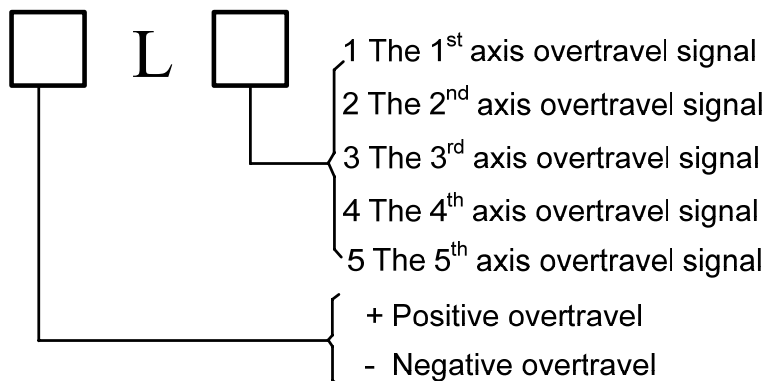 L
1 The 1st axis overtravel signal
2 The 2nd axis overtravel signal
3 The 3rd axis overtravel signal
4 The 4th axis overtravel signal
5 The 5th axis overtravel signal
+ Positive overtravel
- Negative overtravel